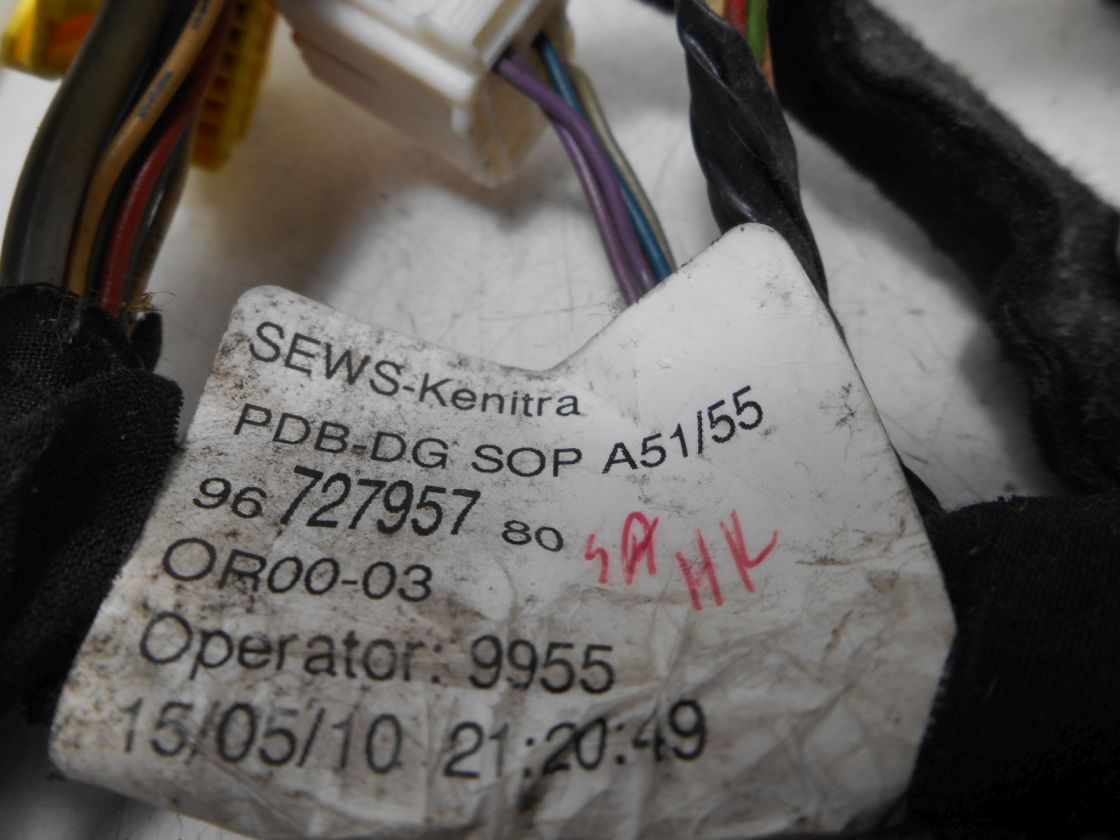 SEWS-Kenitra
PDB-DG SOP A51/55
96 727957 80
OR00-03
Operator: 9955
15/05/10 21:20:49